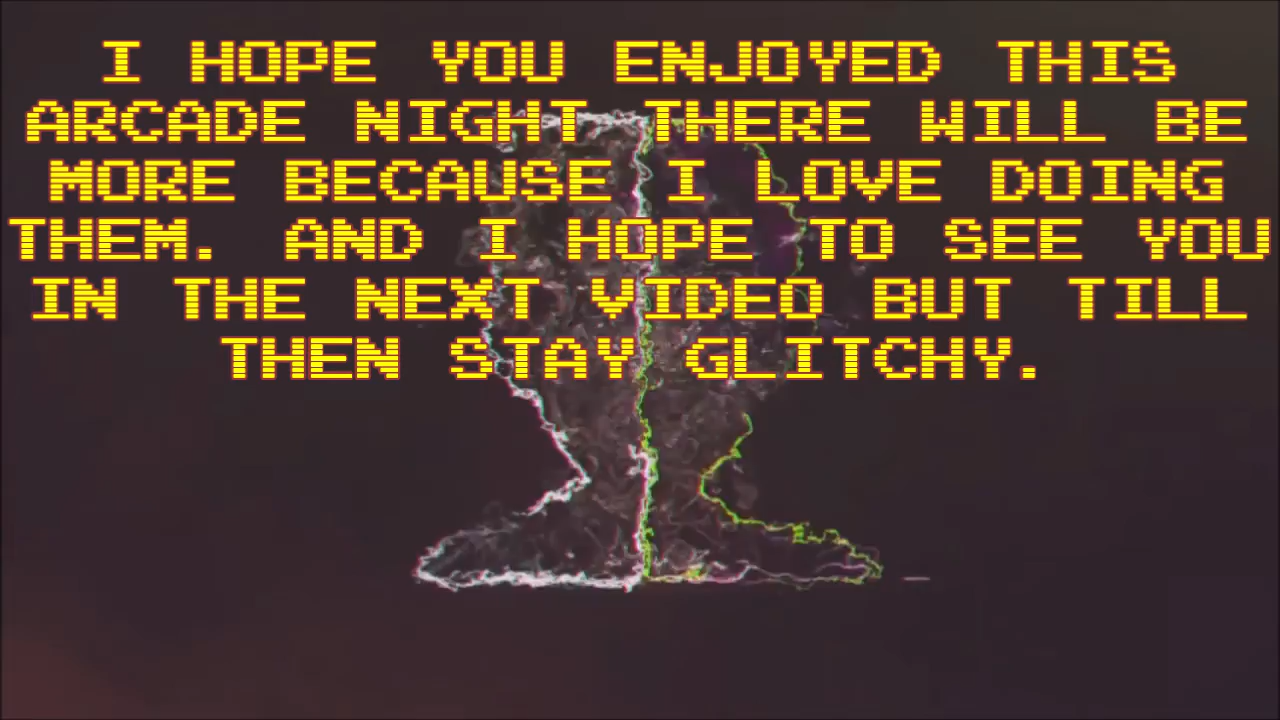 I HOPE YOU ENJOYED THIS
ARCADE NIGHT THERE WILL BE
MORE BECAUSE I LOVE DOING
THEM. AND I HOPE TO SEE YOU
IN THE NEXT VIDEO BUT TILL
THEN STAY GLITCHY.